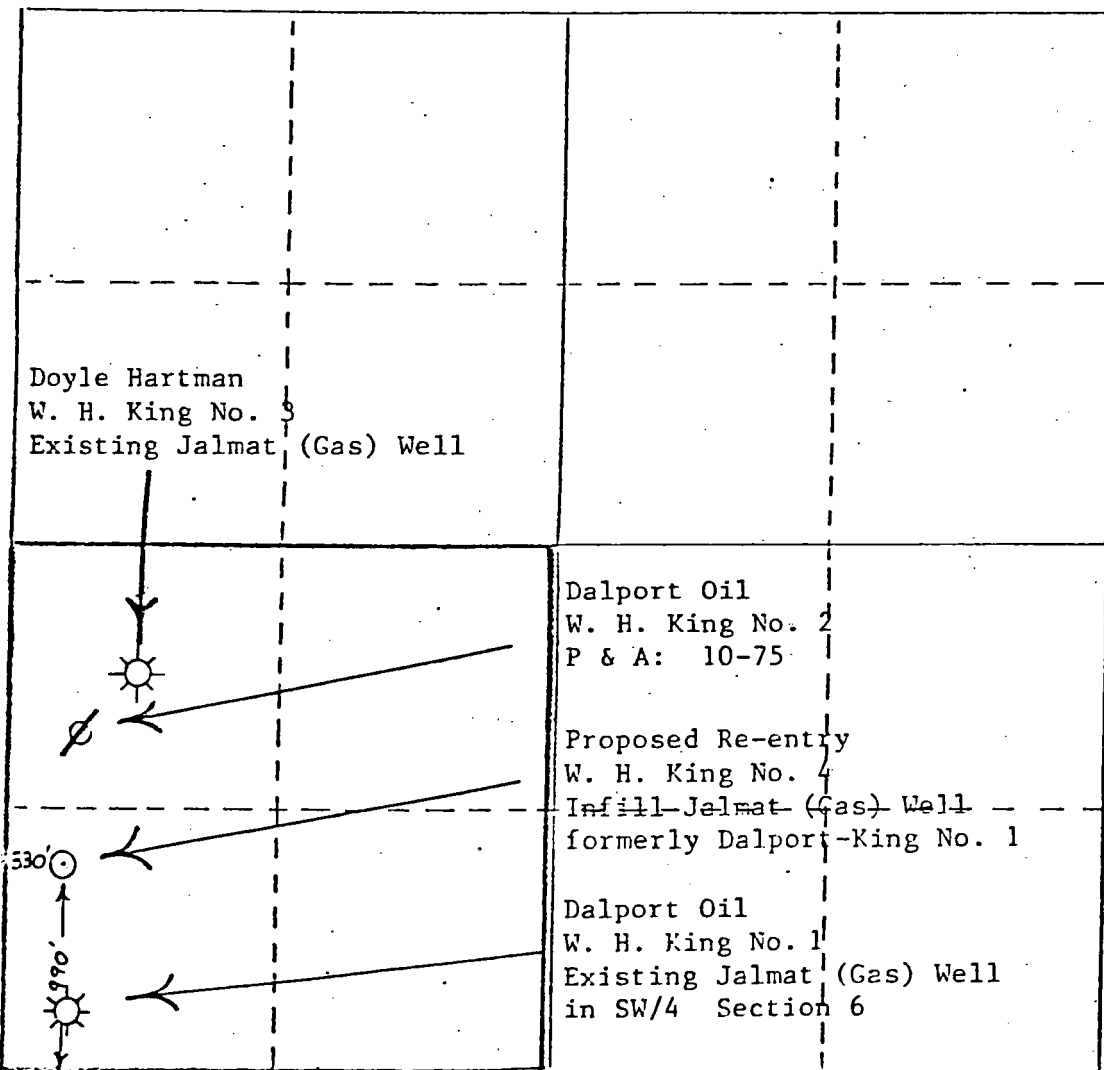 Doyle Hartman
W. H. King No. 3
Existing Jalmat (Gas) Well
Dalport Oil
W. H. King No. 2
P & A: 10-75
Proposed Re-entry
W. H. King No. 4
Infill Jalmat (Gas) Well
formerly Dalport-King No. 1
330'
990'
Dalport Oil
W. H. King No. 1
Existing Jalmat (Gas) Well
in SW/4 Section 6